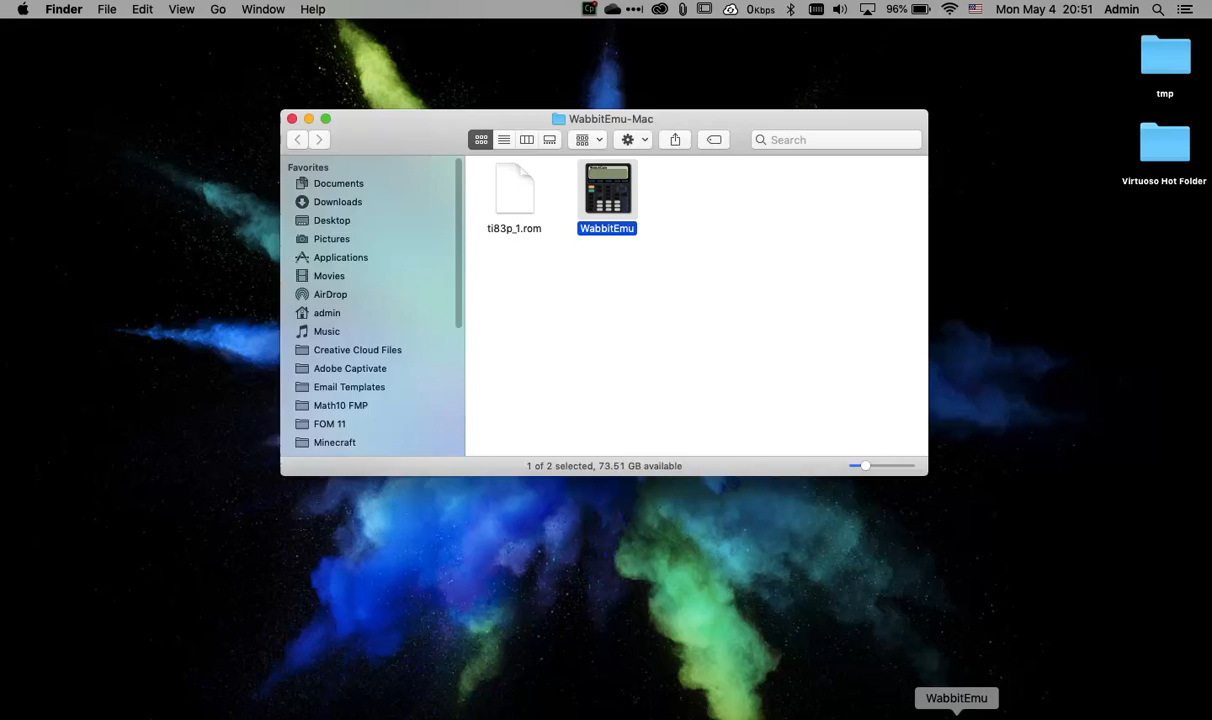 Finder File Edit View Go Window Help 0Kbps 96% Mon May 4 20:51 Admin
WabbitEmu-Mac
Search
Favorites
Documents
Downloads
Desktop
Pictures
Applications
Movies
AirDrop
admin
Music
Creative Cloud Files
Adobe Captivate
Email Templates
Math10 FMP
FOM 11
Minecraft
ti83p_1.rom
WabbitEmu
1 of 2 selected, 73.51 GB available
tmp
Virtuoso Hot Folder
WabbitEmu